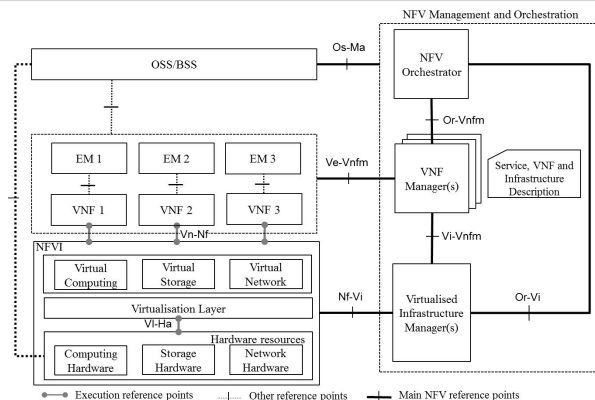 NFV Management and Orchestration
Os-Ma
OSS/BSS
NFV
Orchestrator
Or-Vnfm
EM 1
EM 2
EM 3
Ve-Vnfm
VNF
Manager(s)
Service, VNF and
Infrastructure
Description
VNF 1
VNF 2
VNF 3
Vn-Nf
NFVI
Vi-Vnfm
Virtual
Computing
Virtual
Storage
Virtual
Network
Nf-Vi
Virtualised
Infrastructure
Manager(s)
Or-Vi
Virtualisation Layer
Vl-Ha
Hardware resources
Computing
Hardware
Storage
Hardware
Network
Hardware
Execution reference points
Other reference points
Main NFV reference points